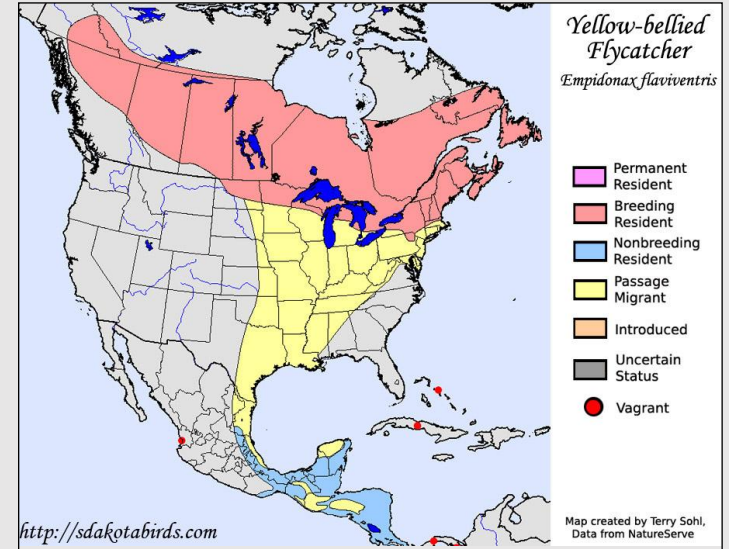 Yellow-bellied
Flycatcher
Empidonax flaviventris
Permanent
Resident
Breeding
Resident
Nonbreeding
Resident
Passage
Migrant
Introduced
Uncertain
Status
Vagrant
Map created by Terry Sohl,
Data from NatureServe
http://sdakotabirds.com